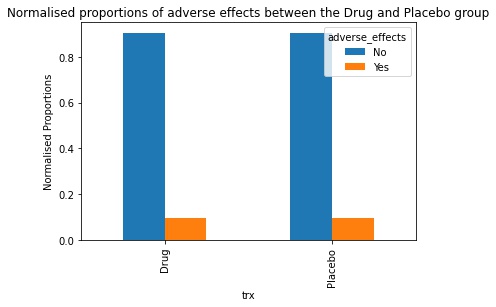 Normalised proportions of adverse effects between the Drug and Placebo group
adverse_effects
No
Yes
Normalised Proportions
0.8
0.6
0.4
0.2
0.0
Drug
Placebo
trx